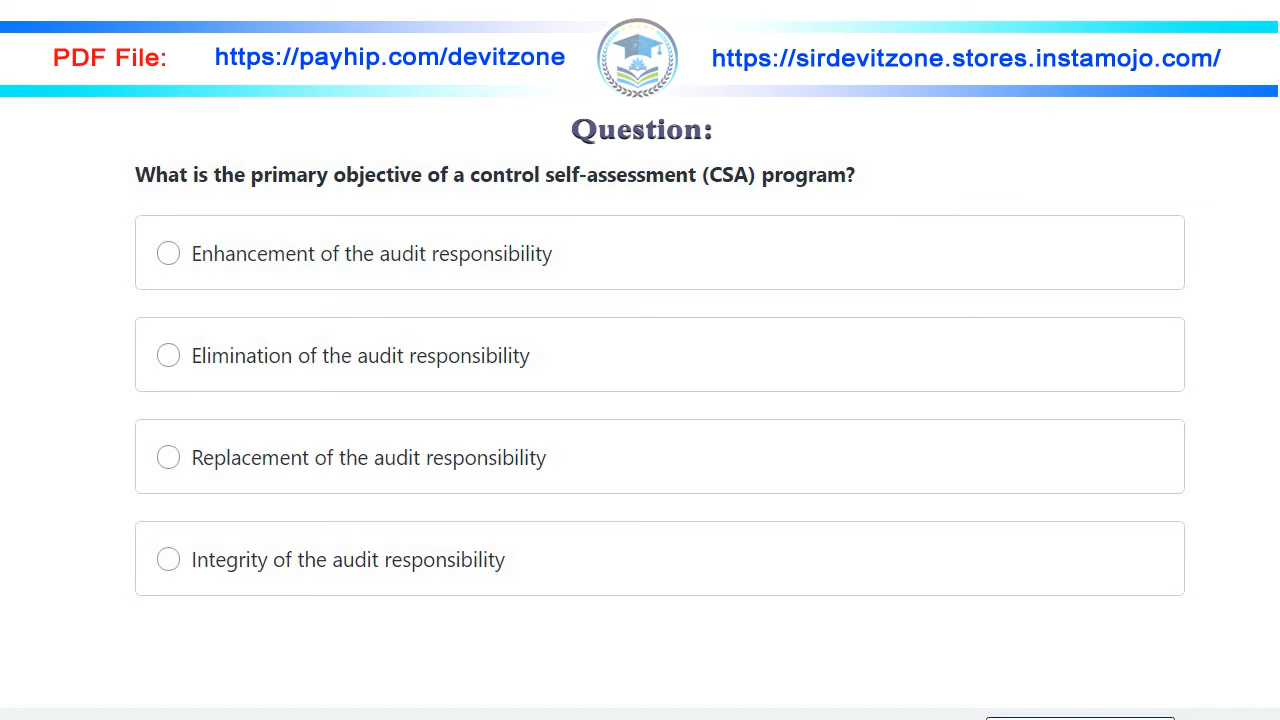 PDF File: https://payhip.com/devitzone https://sirdevitzone.stores.instamojo.com/
Question:
What is the primary objective of a control self-assessment (CSA) program?
Enhancement of the audit responsibility
Elimination of the audit responsibility
Replacement of the audit responsibility
Integrity of the audit responsibility